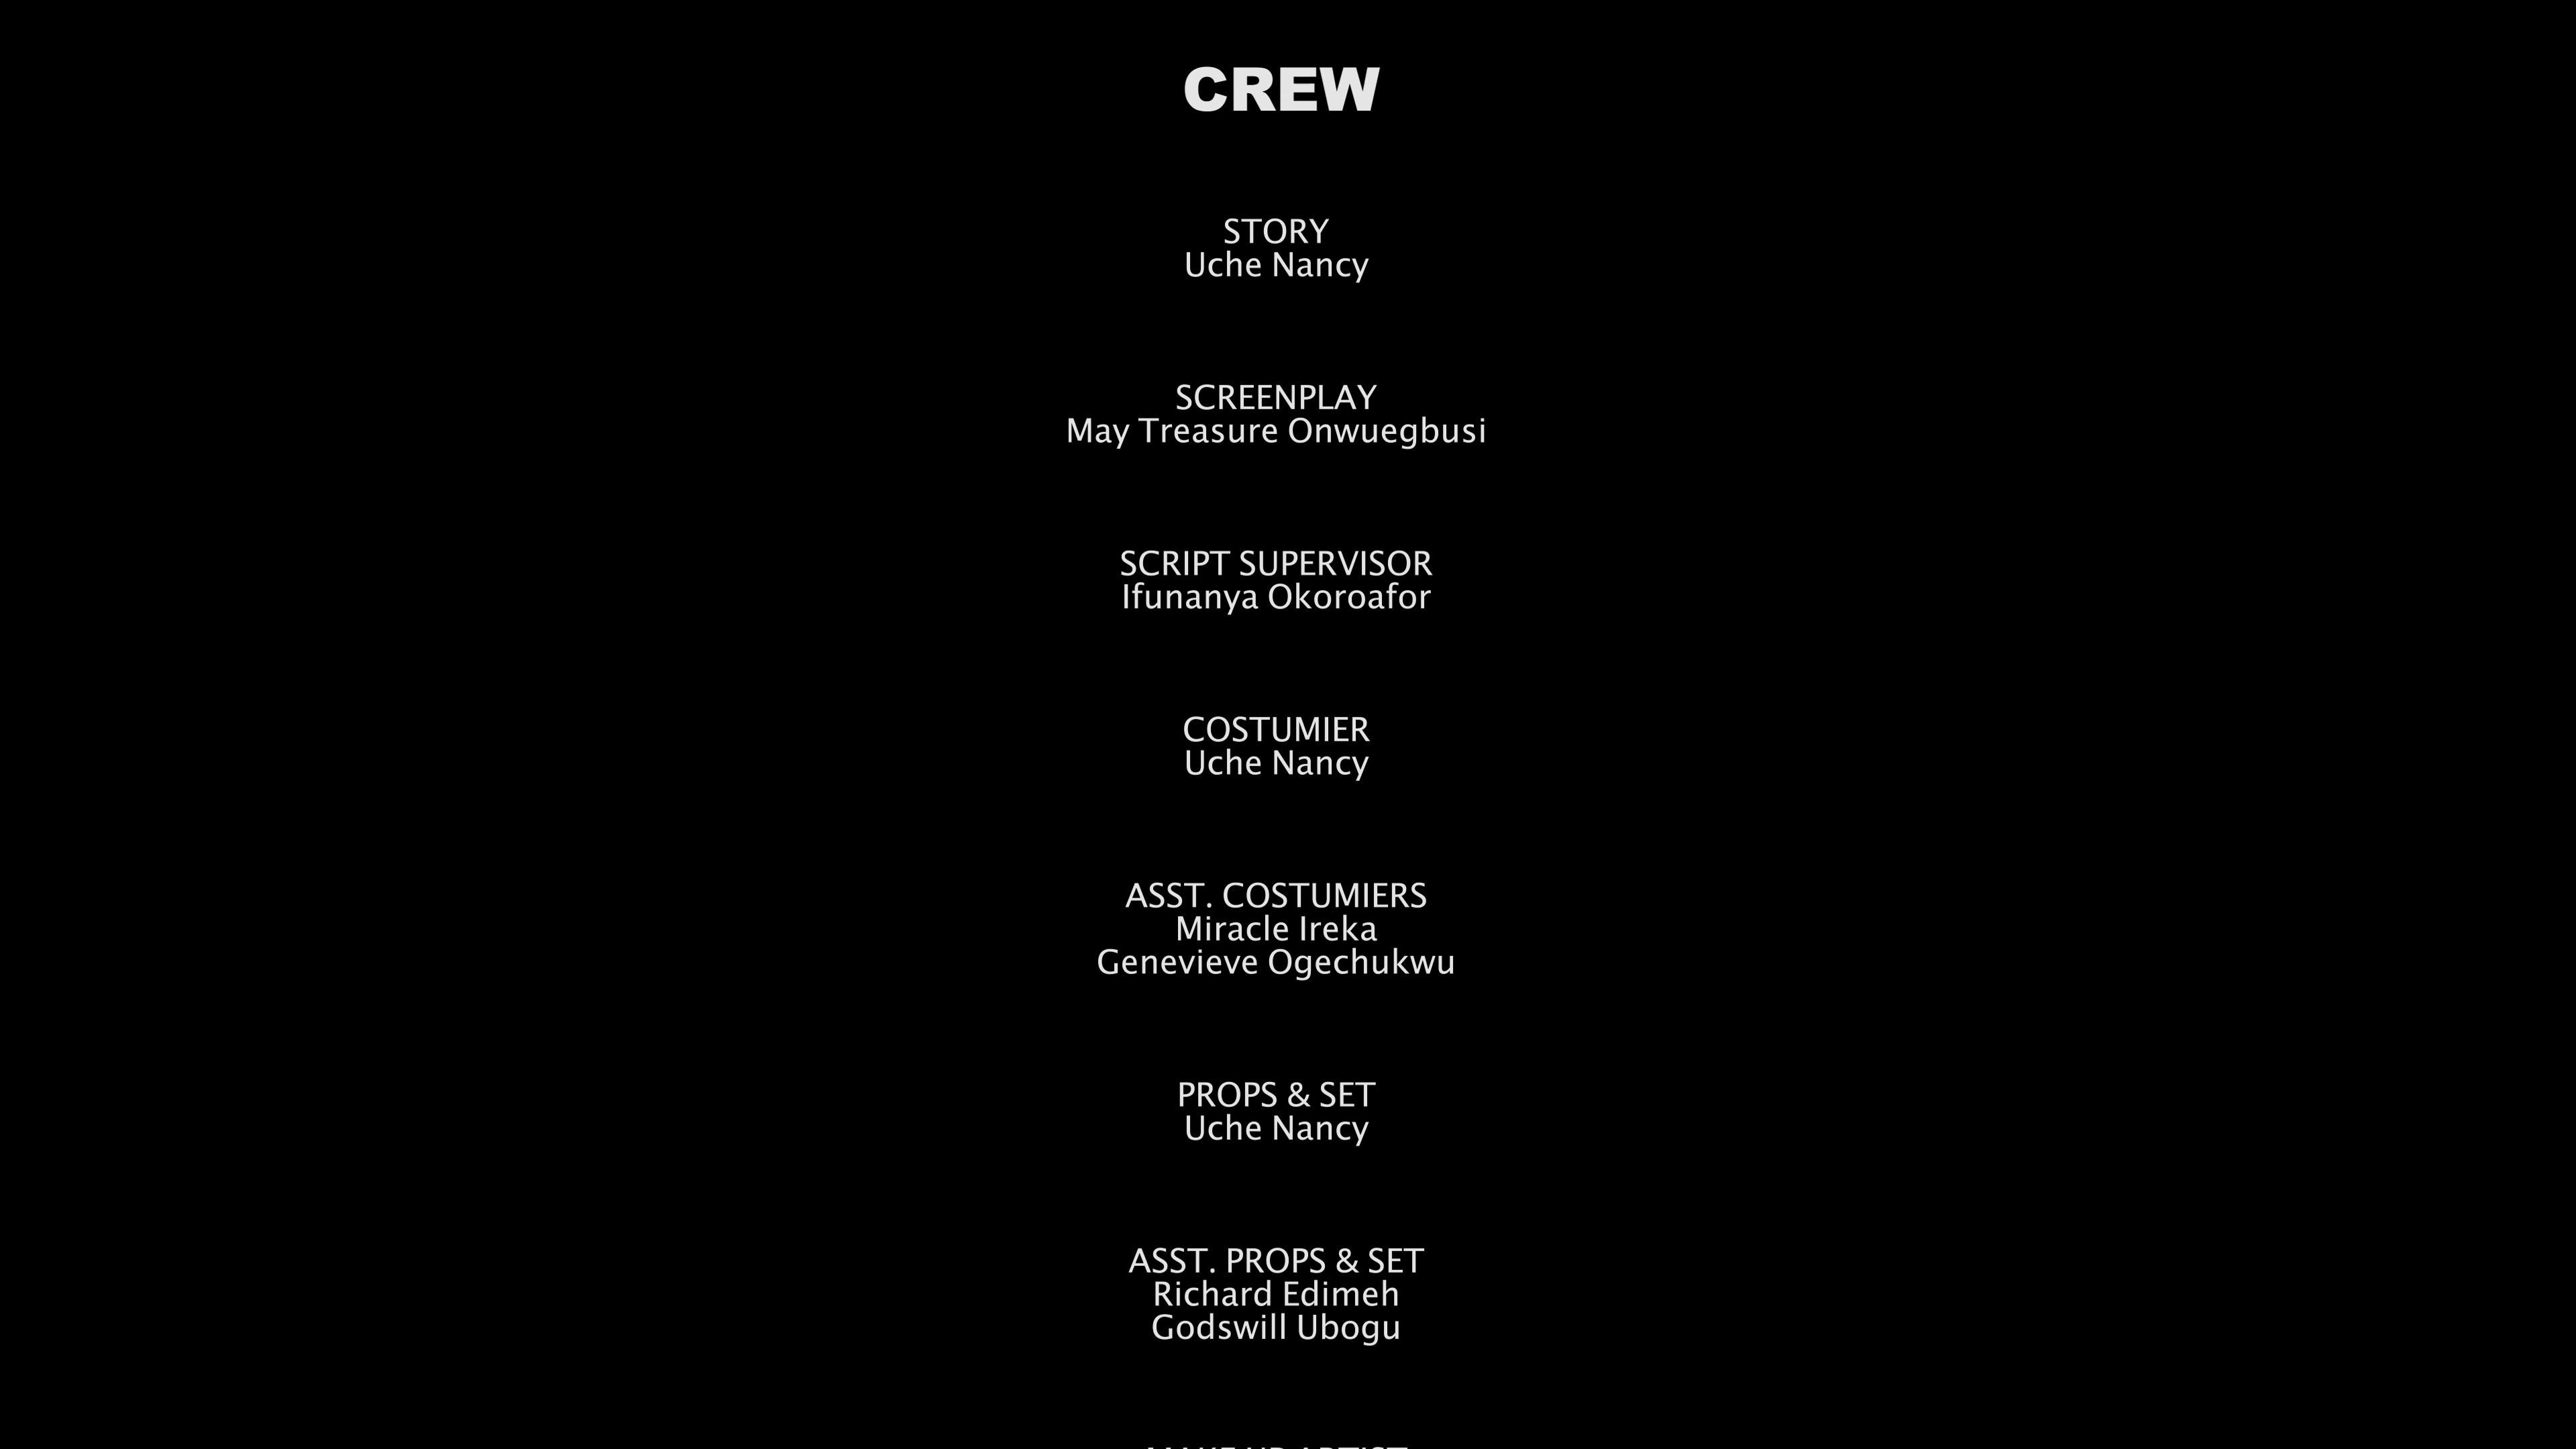 CREW
STORY
Uche Nancy
SCREENPLAY
May Treasure Onwuegbusi
SCRIPT SUPERVISOR
Ifunanya Okoroafor
COSTUMIER
Uche Nancy
ASST. COSTUMIERS
Miracle Ireka
Genevieve Ogechukwu
PROPS & SET
Uche Nancy
ASST. PROPS & SET
Richard Edimeh
Godswill Ubogu